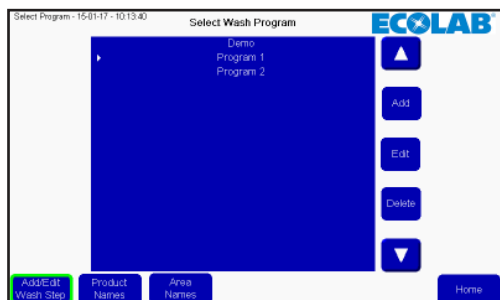 Select Program - 15-01-17 - 10:13:40
Select Wash Program
ECOLAB
Demo
Program 1
Program 2
Add
Edit
Delete
Add/Edit
Wash Step
Product
Names
Area
Names
Home